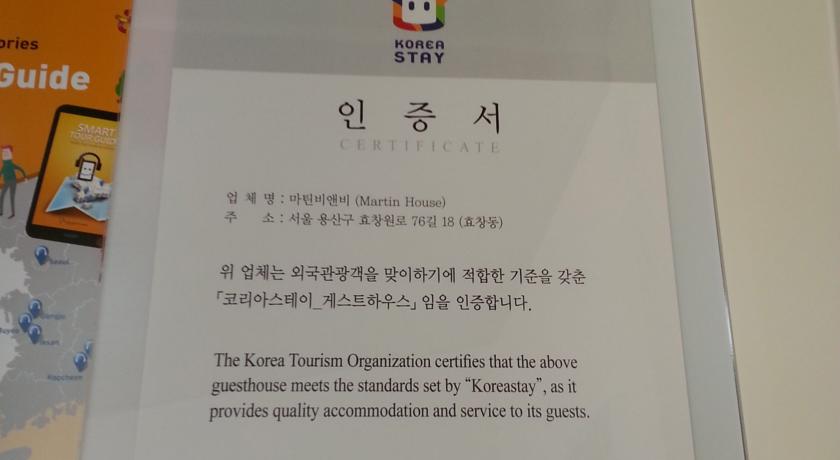 ories
Guide
SMART
TOUR GUIDE
Seoul
KOREA
STAY
인 증 서
CERTIFICATE
업 체 명 : 마틴비앤비 (Martin House)
주 소 : 서울 용산구 효창원로 76길 18 (효창동)
위 업체는 외국관광객을 맞이하기에 적합한 기준을 갖춘
「코리아스테이_게스트하우스」 임을 인증합니다.
The Korea Tourism Organization certifies that the above
guesthouse meets the standards set by “Koreastay”, as it
provides quality accommodation and service to its guests.